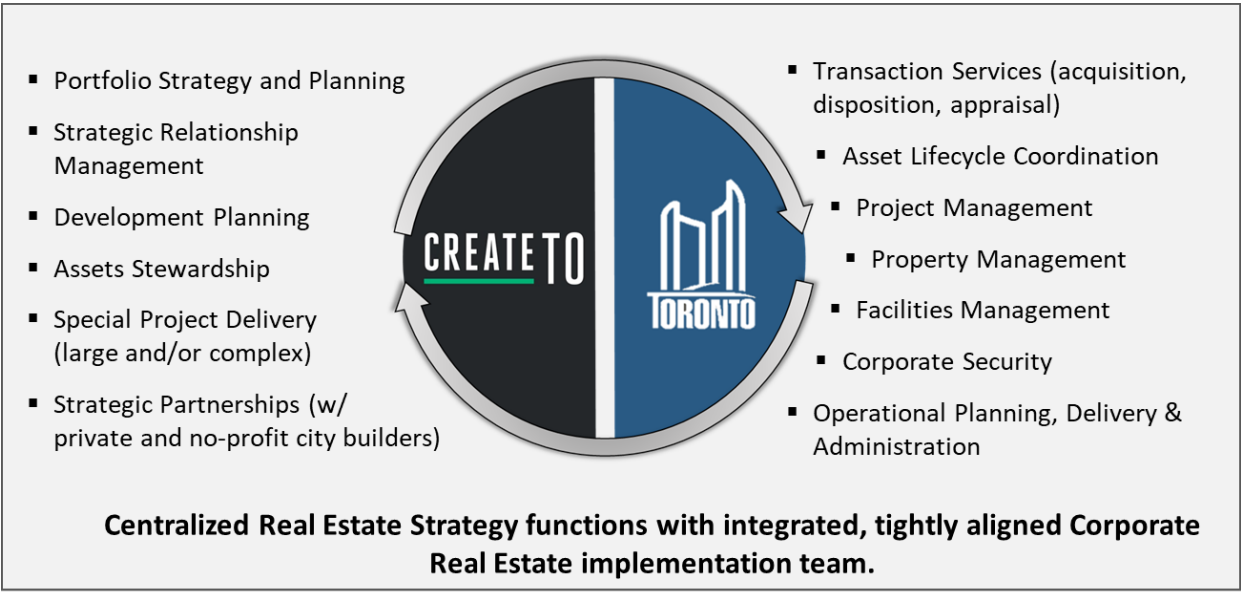 ▪ Portfolio Strategy and Planning
▪ Strategic Relationship
Management
▪ Development Planning
▪ Assets Stewardship
▪ Special Project Delivery
(large and/or complex)
▪ Strategic Partnerships (w/
private and no-profit city builders)
CREATETO
TORONTO
▪ Transaction Services (acquisition,
disposition, appraisal)
▪ Asset Lifecycle Coordination
▪ Project Management
▪ Property Management
▪ Facilities Management
▪ Corporate Security
▪ Operational Planning, Delivery &
Administration
Centralized Real Estate Strategy functions with integrated, tightly aligned Corporate
Real Estate implementation team.